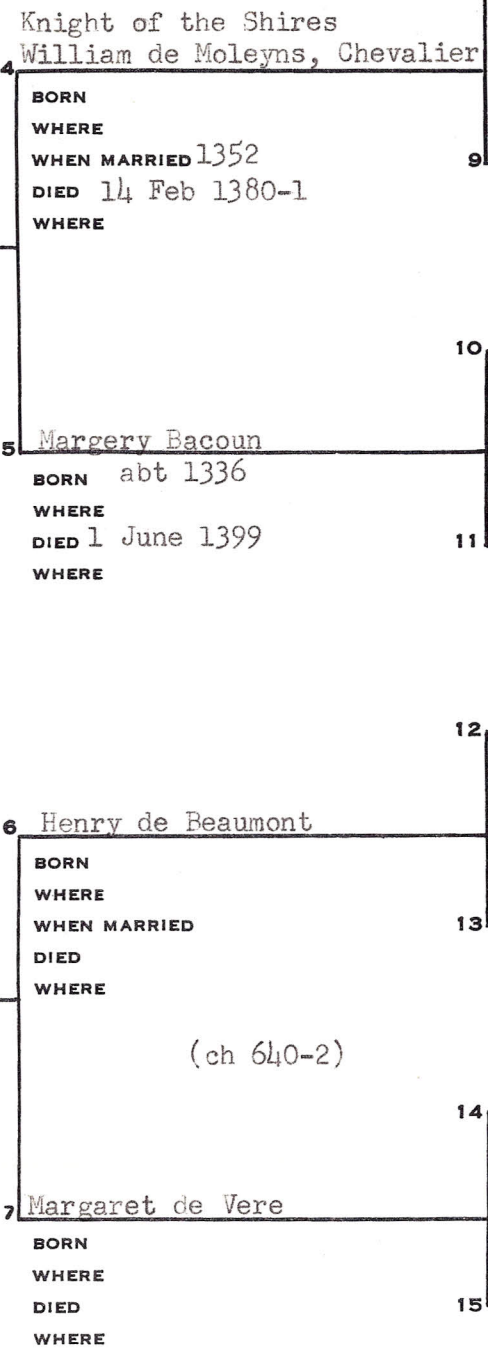 Knight of the Shires
William de Moleyns, Chevalier
4
BORN
WHERE
WHEN MARRIED 1352
9
DIED 14 Feb 1380-1
WHERE
10
5 Margery Bacoun
BORN abt 1336
WHERE
DIED 1 June 1399
11
WHERE
12
6 Henry de Beaumont
BORN
WHERE
WHEN MARRIED
13
DIED
WHERE
(ch 640-2)
14
7 Margaret de Vere
BORN
WHERE
DIED
15
WHERE